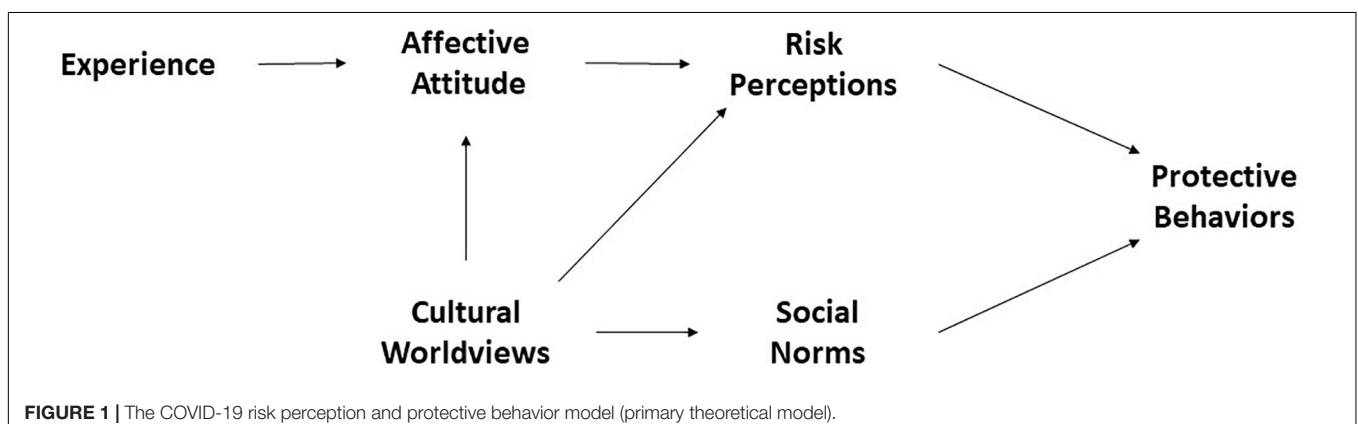 Experience
Affective
Attitude
Risk
Perceptions
Protective
Behaviors
Cultural
Worldviews
Social
Norms
FIGURE 1 | The COVID-19 risk perception and protective behavior model (primary theoretical model).